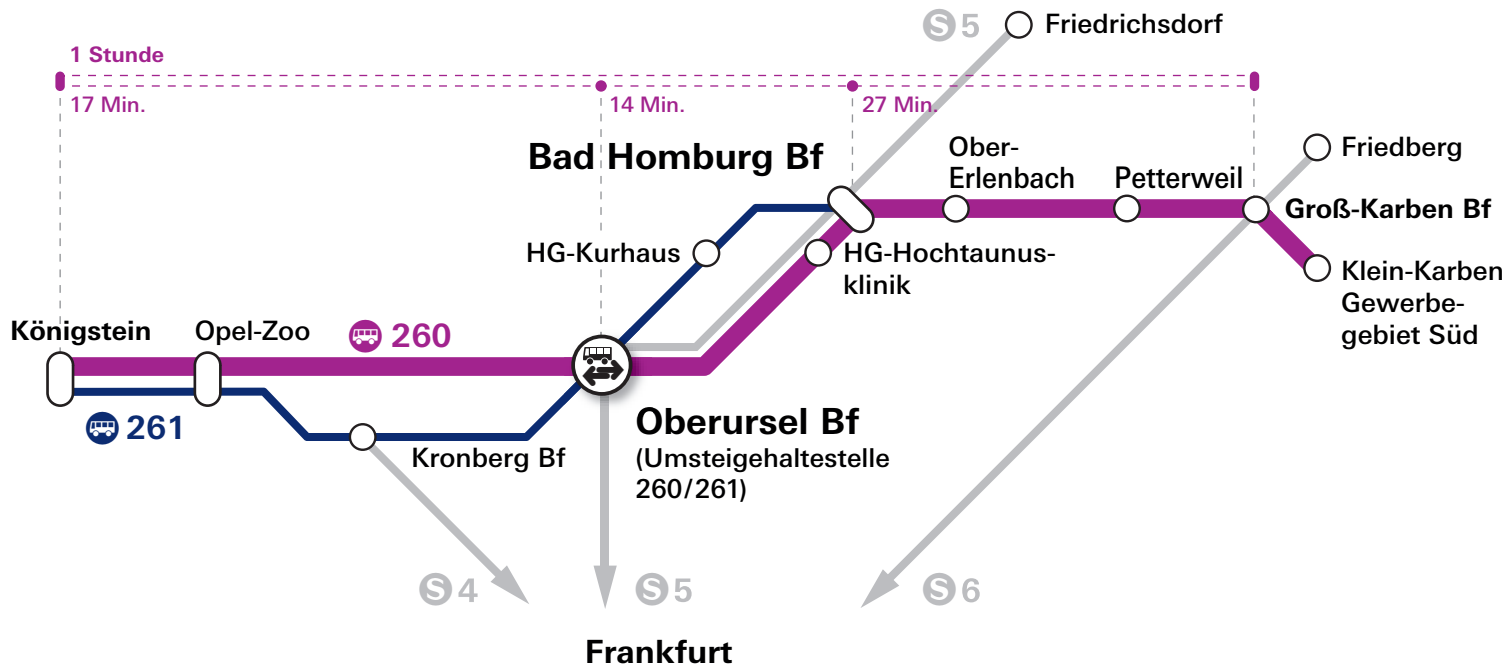 S 5
Friedrichsdorf
1 Stunde
17 Min.
14 Min.
27 Min.
Bad Homburg Bf
Ober-
Erlenbach
Petterweil
Friedberg
Groß-Karben Bf
HG-Kurhaus
HG-Hochtaunus-
klinik
Klein-Karben
Gewerbe-
gebiet Süd
Königstein
Opel-Zoo
260
261
Kronberg Bf
Oberursel Bf
(Umsteigehaltestelle
260/261)
S 4
S 5
S 6
Frankfurt